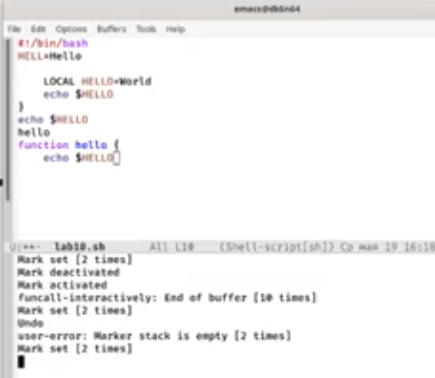 emacs@dk6n64
File Edit Options Buffers Tools Help
#!/bin/bash
HELL=Hello
LOCAL HELLO=World
echo $HELLO
}
echo $HELLO
hello
function hello {
echo $HELLO
U:**- lab10.sh All L10 (Shell-script[sh]) Ср мая 19 16:18
Mark set [2 times]
Mark deactivated
Mark activated
funcall-interactively: End of buffer [10 times]
Mark set [2 times]
Undo
user-error: Marker stack is empty [2 times]
Mark set [2 times]